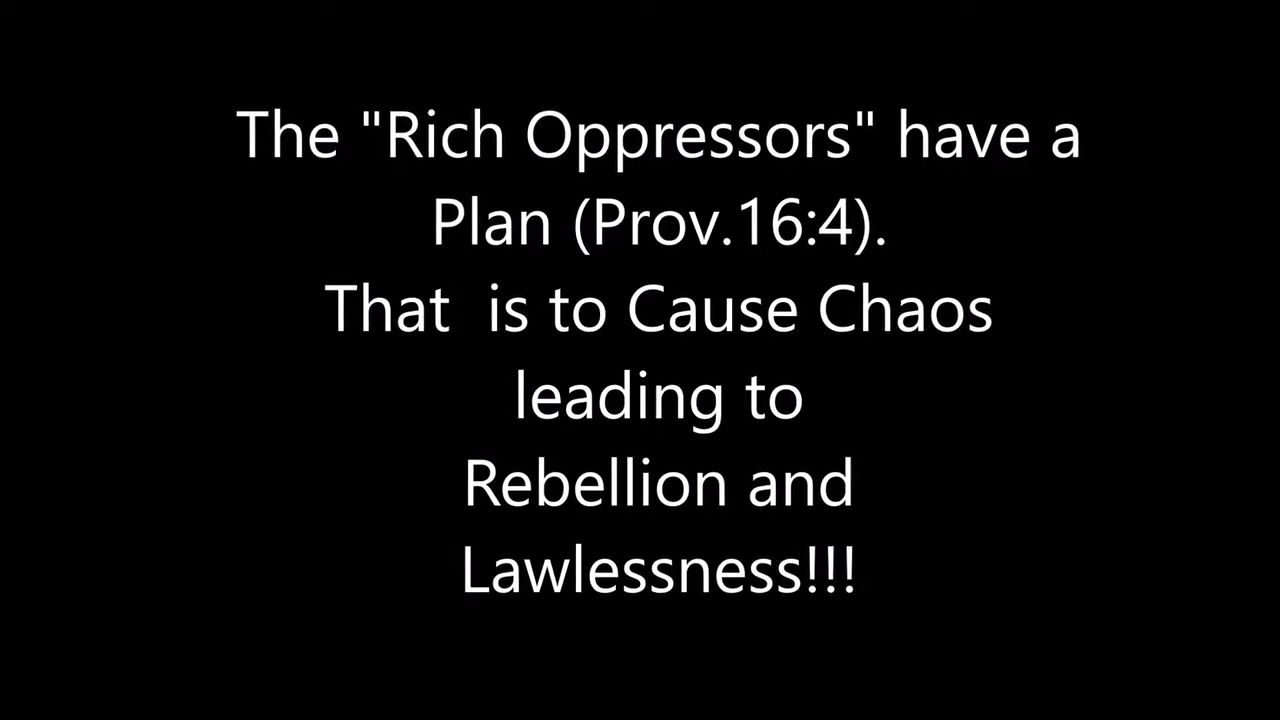 The "Rich Oppressors" have a
Plan (Prov.16:4).
That  is to Cause Chaos
leading to
Rebellion and
Lawlessness!!!